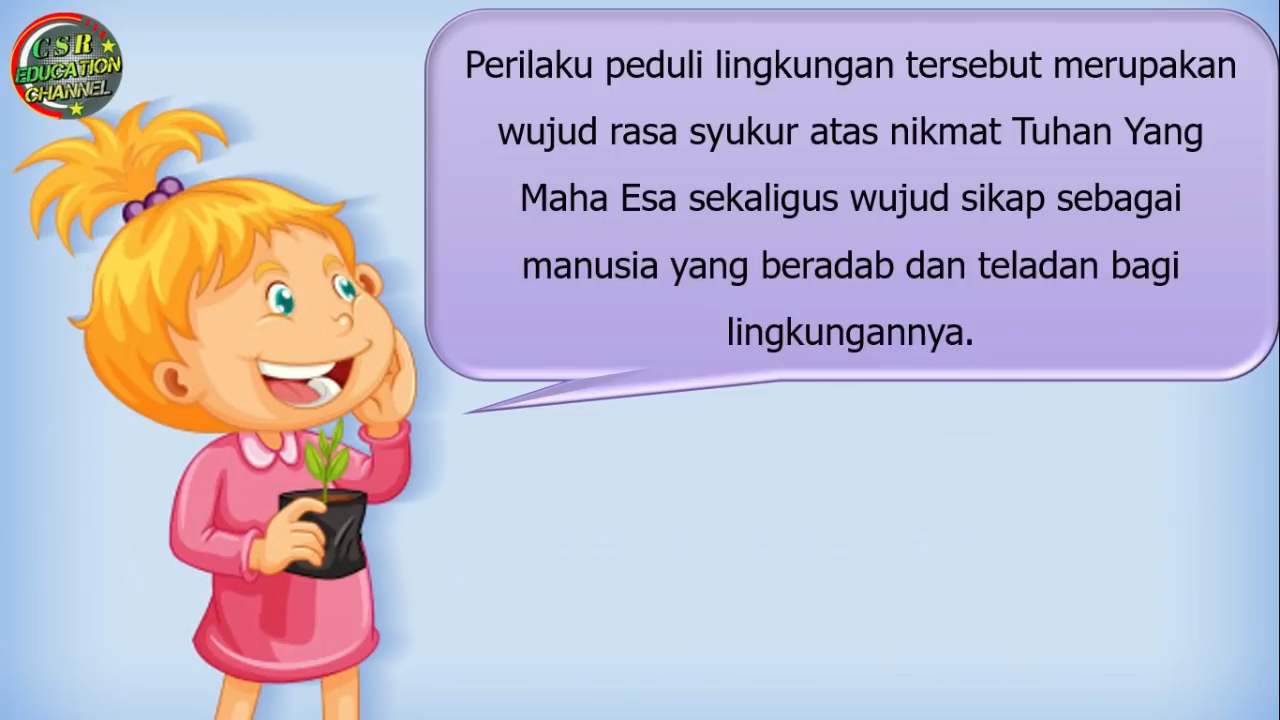 CSR
EDUCATION
CHANNEL
Perilaku peduli lingkungan tersebut merupakan
wujud rasa syukur atas nikmat Tuhan Yang
Maha Esa sekaligus wujud sikap sebagai
manusia yang beradab dan teladan bagi
lingkungannya.